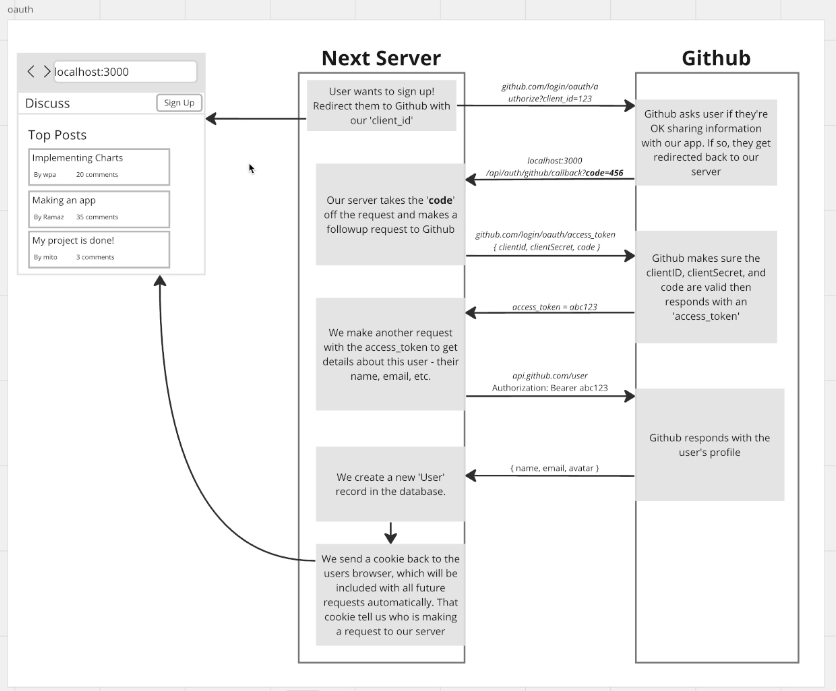 oauth
localhost:3000
Discuss
Sign Up
Top Posts
Implementing Charts
By wpa 20 comments
Making an app
By Ramaz 35 comments
My project is done!
By mito 3 comments
Next Server
User wants to sign up!
Redirect them to Github with
our 'client_id'
github.com/login/oauth/a
uthorize?client_id=123
Github
Github asks user if they're
OK sharing information
with our app. If so, they get
redirected back to our
server
localhost:3000
/api/auth/github/callback?code=456
Our server takes the 'code'
off the request and makes a
followup request to Github
github.com/login/oauth/access_token
{ clientId, clientSecret, code }
Github makes sure the
clientID, clientSecret, and
code are valid then
responds with an
'access_token'
access_token = abc123
We make another request
with the access_token to get
details about this user - their
name, email, etc.
api.github.com/user
Authorization: Bearer abc123
Github responds with the
user's profile
{ name, email, avatar }
We create a new 'User'
record in the database.
We send a cookie back to the
users browser, which will be
included with all future
requests automatically. That
cookie tell us who is making
a request to our server